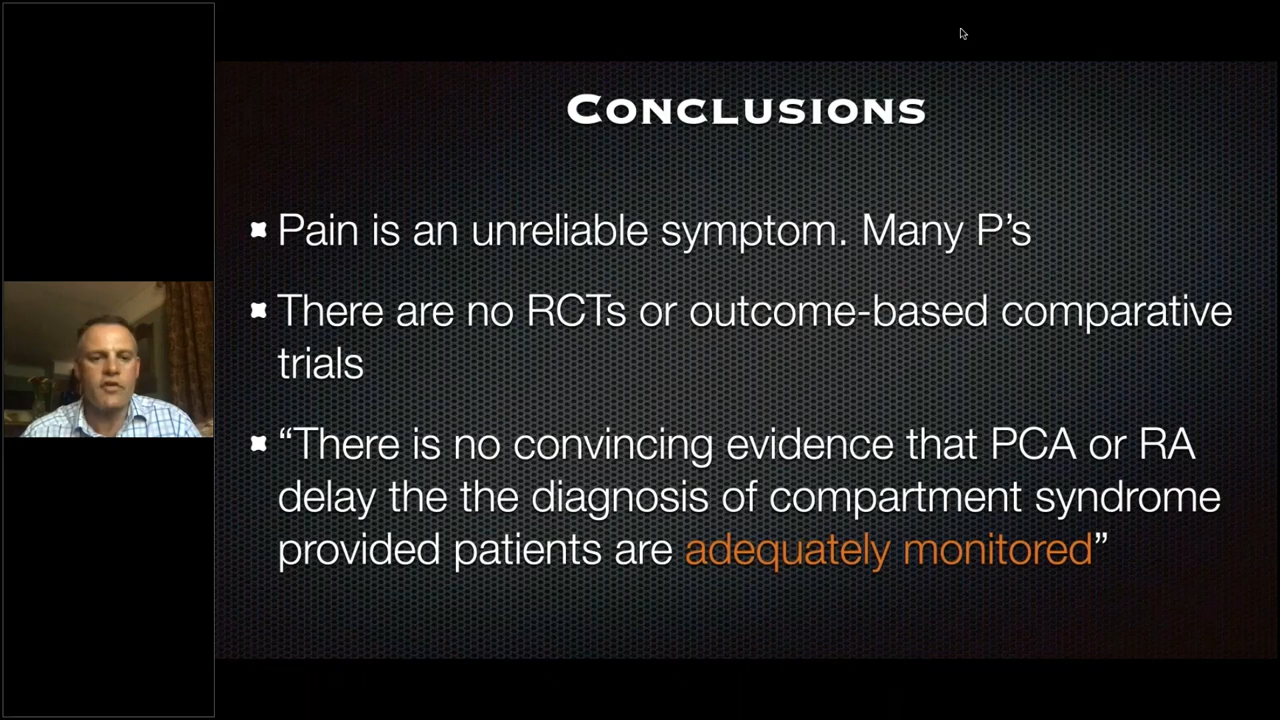 Conclusions
Pain is an unreliable symptom. Many P’s
There are no RCTs or outcome-based comparative
trials
“There is no convincing evidence that PCA or RA
delay the the diagnosis of compartment syndrome
provided patients are adequately monitored”